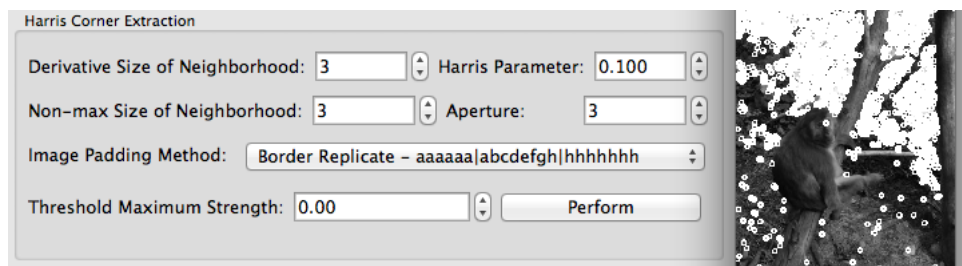 Harris Corner Extraction
Derivative Size of Neighborhood: 3 Harris Parameter: 0.100
Non-max Size of Neighborhood: 3 Aperture: 3
Image Padding Method: Border Replicate - aaaaaa|abcdefgh|hhhhhhh
Threshold Maximum Strength: 0.00 Perform